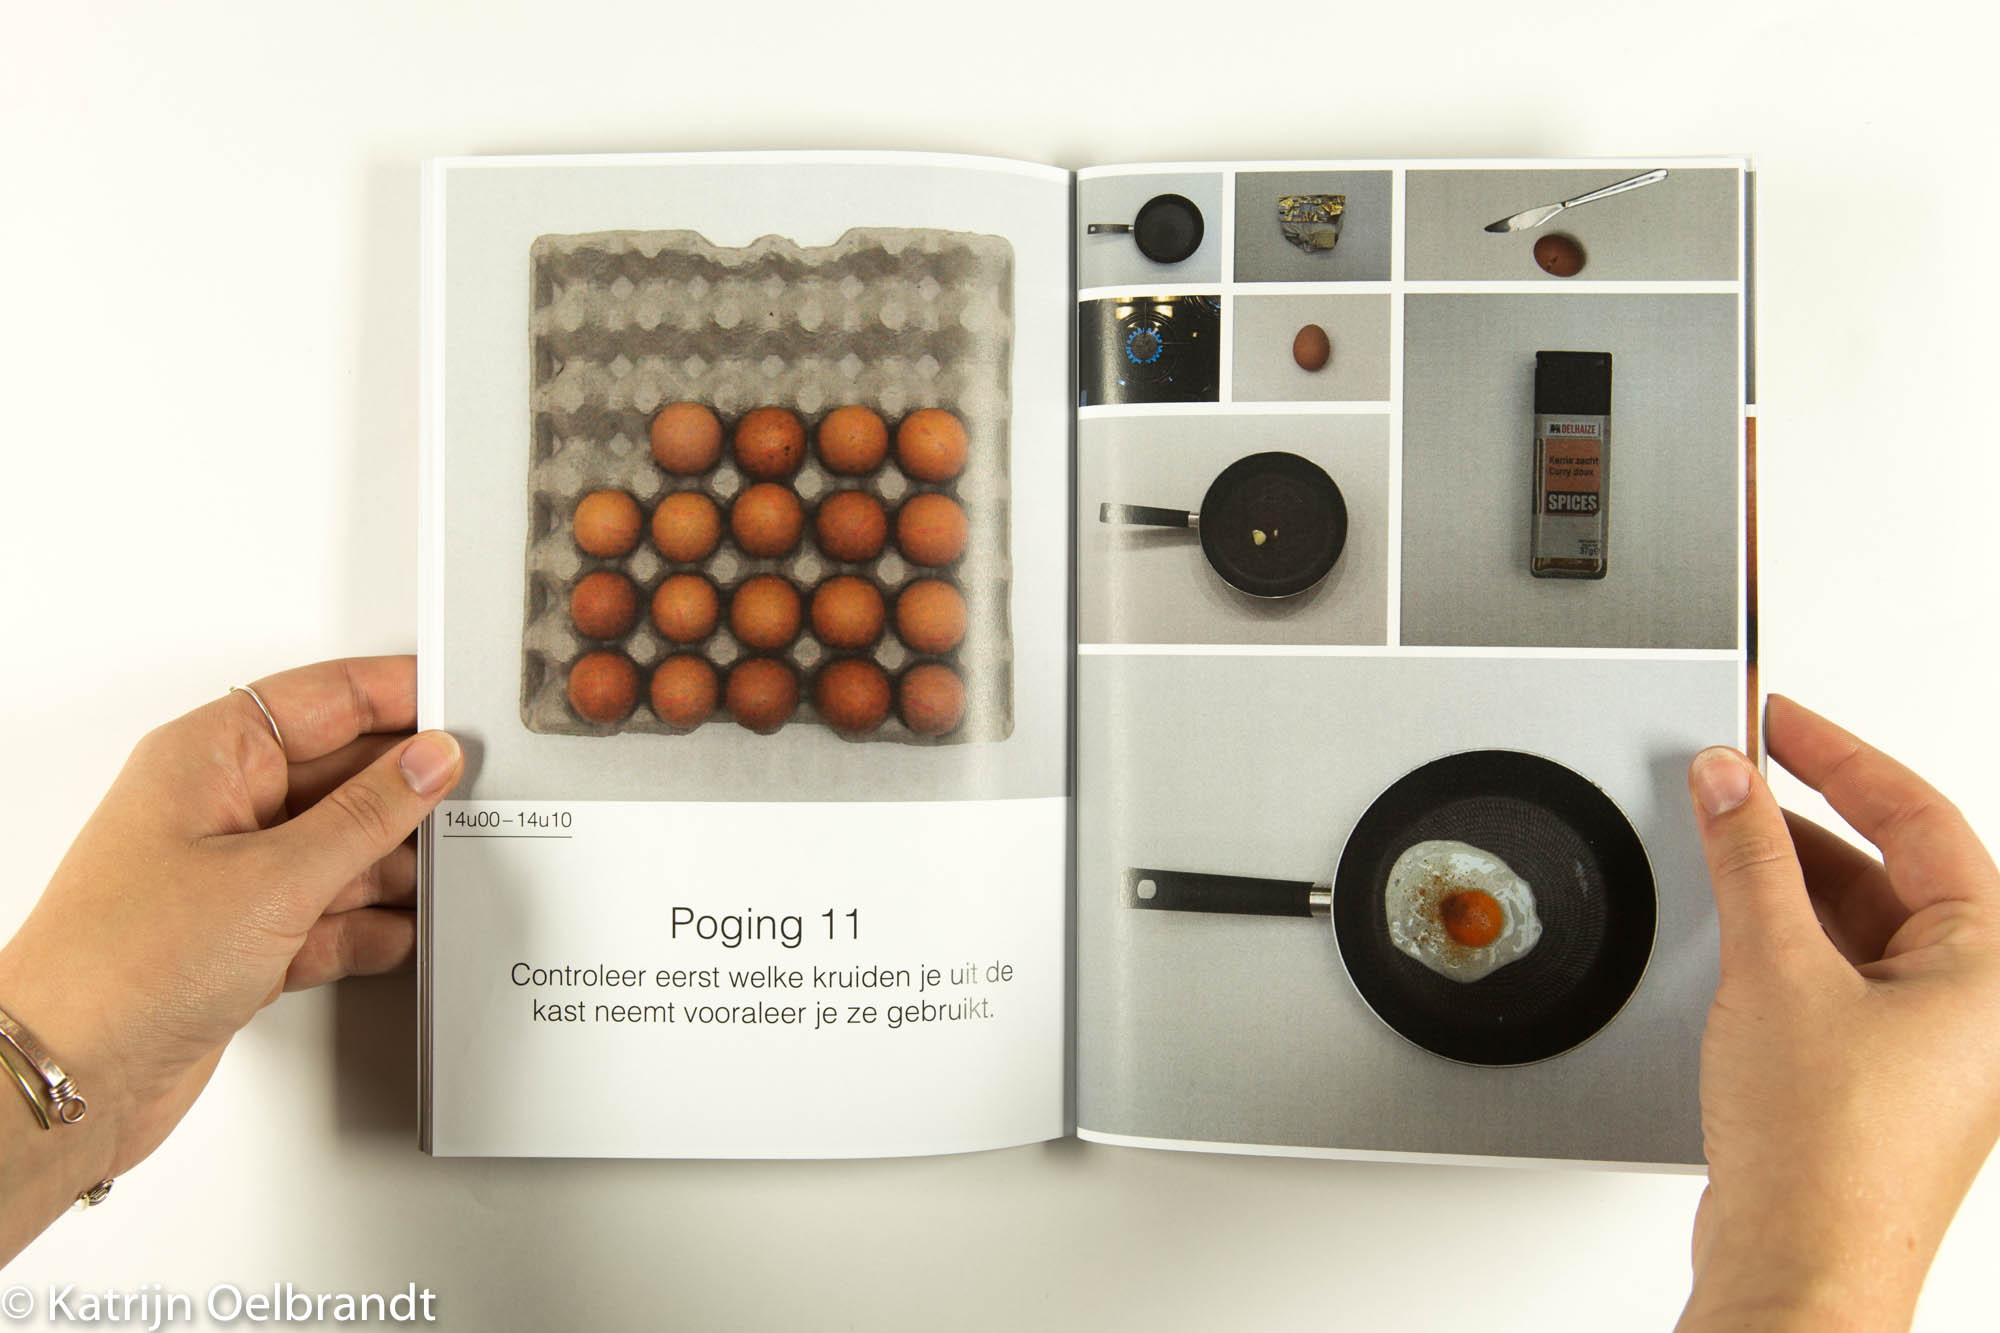 14u00–14u10
Poging 11
Controleer eerst welke kruiden je uit de
kast neemt vooraleer je ze gebruikt.
DELHAIZE
Kerrie zacht
Curry doux
SPICES
37g
© Katrijn Oelbrandt